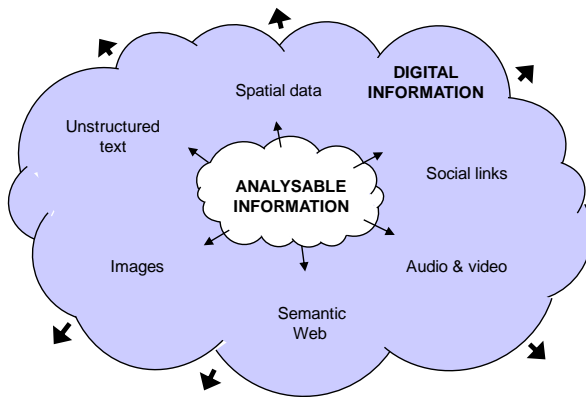 DIGITAL
INFORMATION
Spatial data
Unstructured
text
Social links
ANALYSABLE
INFORMATION
Images
Audio & video
Semantic
Web